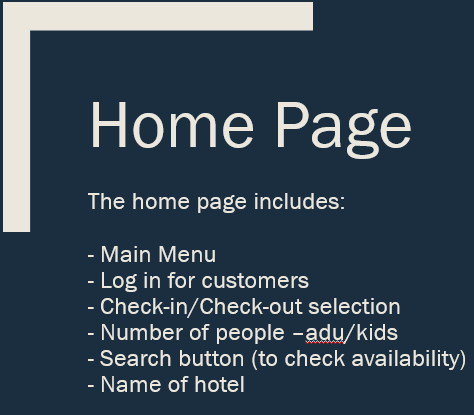 Home Page
The home page includes:
- Main Menu
- Log in for customers
- Check-in/Check-out selection
- Number of people –adu/kids
- Search button (to check availability)
- Name of hotel